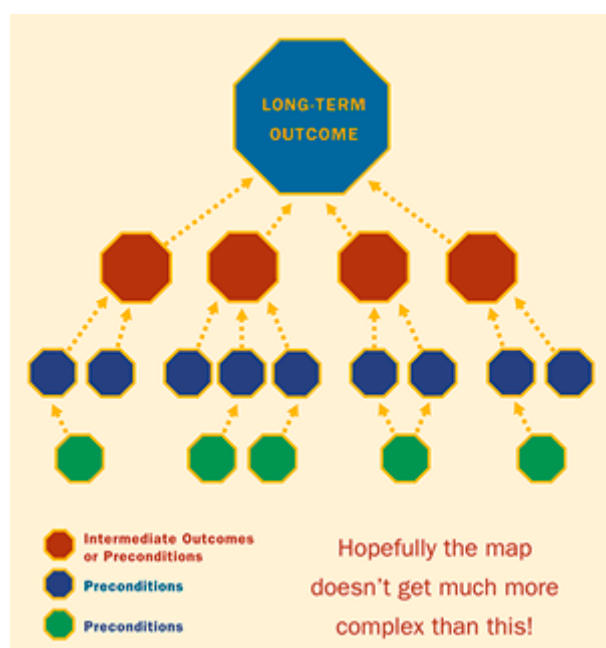 LONG-TERM
OUTCOME
Intermediate Outcomes
or Preconditions
Preconditions
Preconditions
Hopefully the map
doesn't get much more
complex than this!